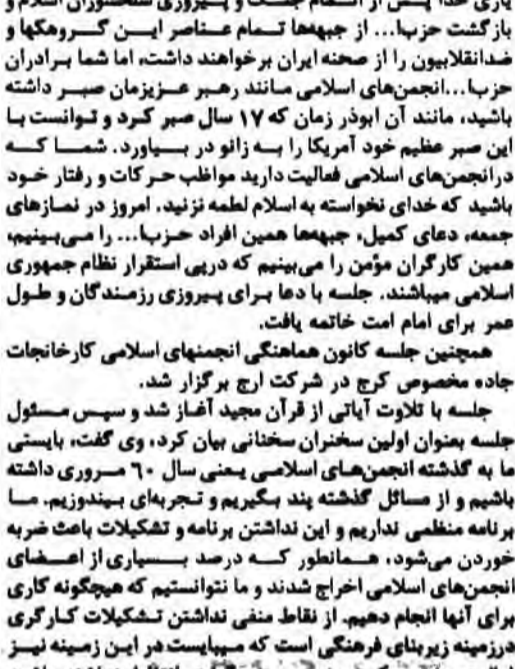 یاری خدا پس از اتمام جنگ و پیروزی سلحشوران اسلام و
بازگشت حزب‌ا... از جبهه‌ها تمام عناصر این گروهکها و
ضدانقلابیون را از صحنه ایران برخواهند داشت، اما شما برادران
حزب‌ا...انجمن‌های اسلامی مانند رهبر عزیزمان صبر داشته
باشید، مانند آن ابوذر زمان که ۱۷ سال صبر کرد و توانست با
این صبر عظیم خود آمریکا را به زانو در بیاورد. شما که
درانجمن‌های اسلامی فعالیت دارید مواظب حرکات و رفتار خود
باشید که خدای نخواسته به اسلام لطمه نزنید. امروز در نمازهای
جمعه، دعای کمیل، جبهه‌ها همین افراد حزب‌ا... را می‌بینیم،
همین کارگران مؤمن را می‌بینیم که درپی استقرار نظام جمهوری
اسلامی میباشند. جلسه با دعا برای پیروزی رزمندگان و طول
عمر برای امام امت خاتمه یافت.
همچنین جلسه کانون هماهنگی انجمنهای اسلامی کارخانجات
جاده مخصوص کرج در شرکت ارج برگزار شد.
جلسه با تلاوت آیاتی از قرآن مجید آغاز شد و سپس مسئول
جلسه بعنوان اولین سخنران سخنانی بیان کرد، وی گفت، بایستی
ما به گذشته انجمن‌های اسلامی یعنی سال ۶۰ مروری داشته
باشیم و از مسائل گذشته پند بگیریم و تجربه‌ای بیندوزیم. ما
برنامه منظمی نداریم و این نداشتن برنامه و تشکیلات باعث ضربه
خوردن می‌شود، همانطور که درصد بسیاری از اعضای
انجمن‌های اسلامی اخراج شدند و ما نتوانستیم که هیچگونه کاری
برای آنها انجام دهیم. از نقاط منفی نداشتن تشکیلات کارگری
درزمینه زیربنای فرهنگی است که میبایست در این زمینه نیز